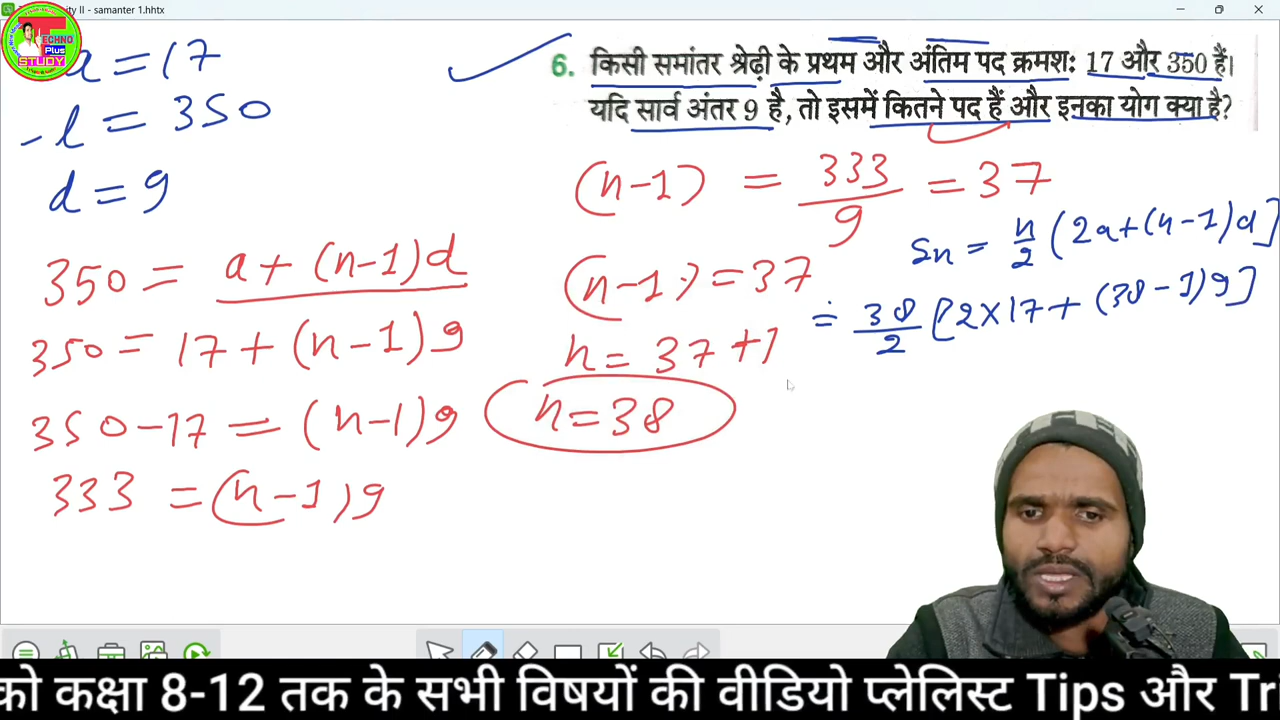 II - samanter 1.hhtx
TECHNO
Plus
STUDY
a = 17
l = 350
d = 9
6. किसी समांतर श्रेढ़ी के प्रथम और अंतिम पद क्रमशः 17 और 350 हैं।
यदि सार्व अंतर 9 है, तो इसमें कितने पद हैं और इनका योग क्या है?
350 = a + (n-1)d
350 = 17 + (n-1)9
350-17 = (n-1)9
333 = (n-1)9
(n-1) = 333/9 = 37
(n-1) = 37
n = 37 + 1
n = 38
Sn = n/2 [2a+(n-1)d]
= 38/2 [2×17 + (38-1)9]
को कक्षा 8-12 तक के सभी विषयों की वीडियो प्लेलिस्ट Tips और Tri